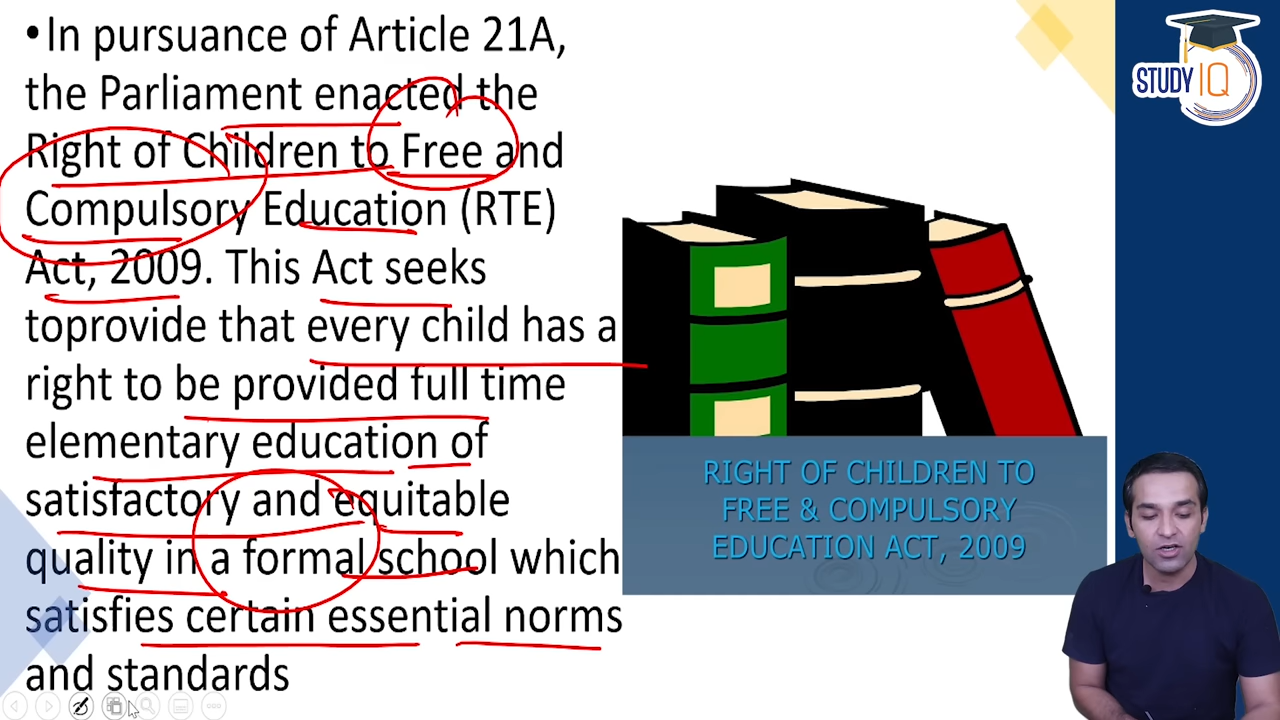 •In pursuance of Article 21A,
the Parliament enacted the
Right of Children to Free and
Compulsory Education (RTE)
Act, 2009. This Act seeks
toprovide that every child has a
right to be provided full time
elementary education of
satisfactory and equitable
quality in a formal school which
satisfies certain essential norms
and standards
RIGHT OF CHILDREN TO
FREE & COMPULSORY
EDUCATION ACT, 2009
STUDY IQ